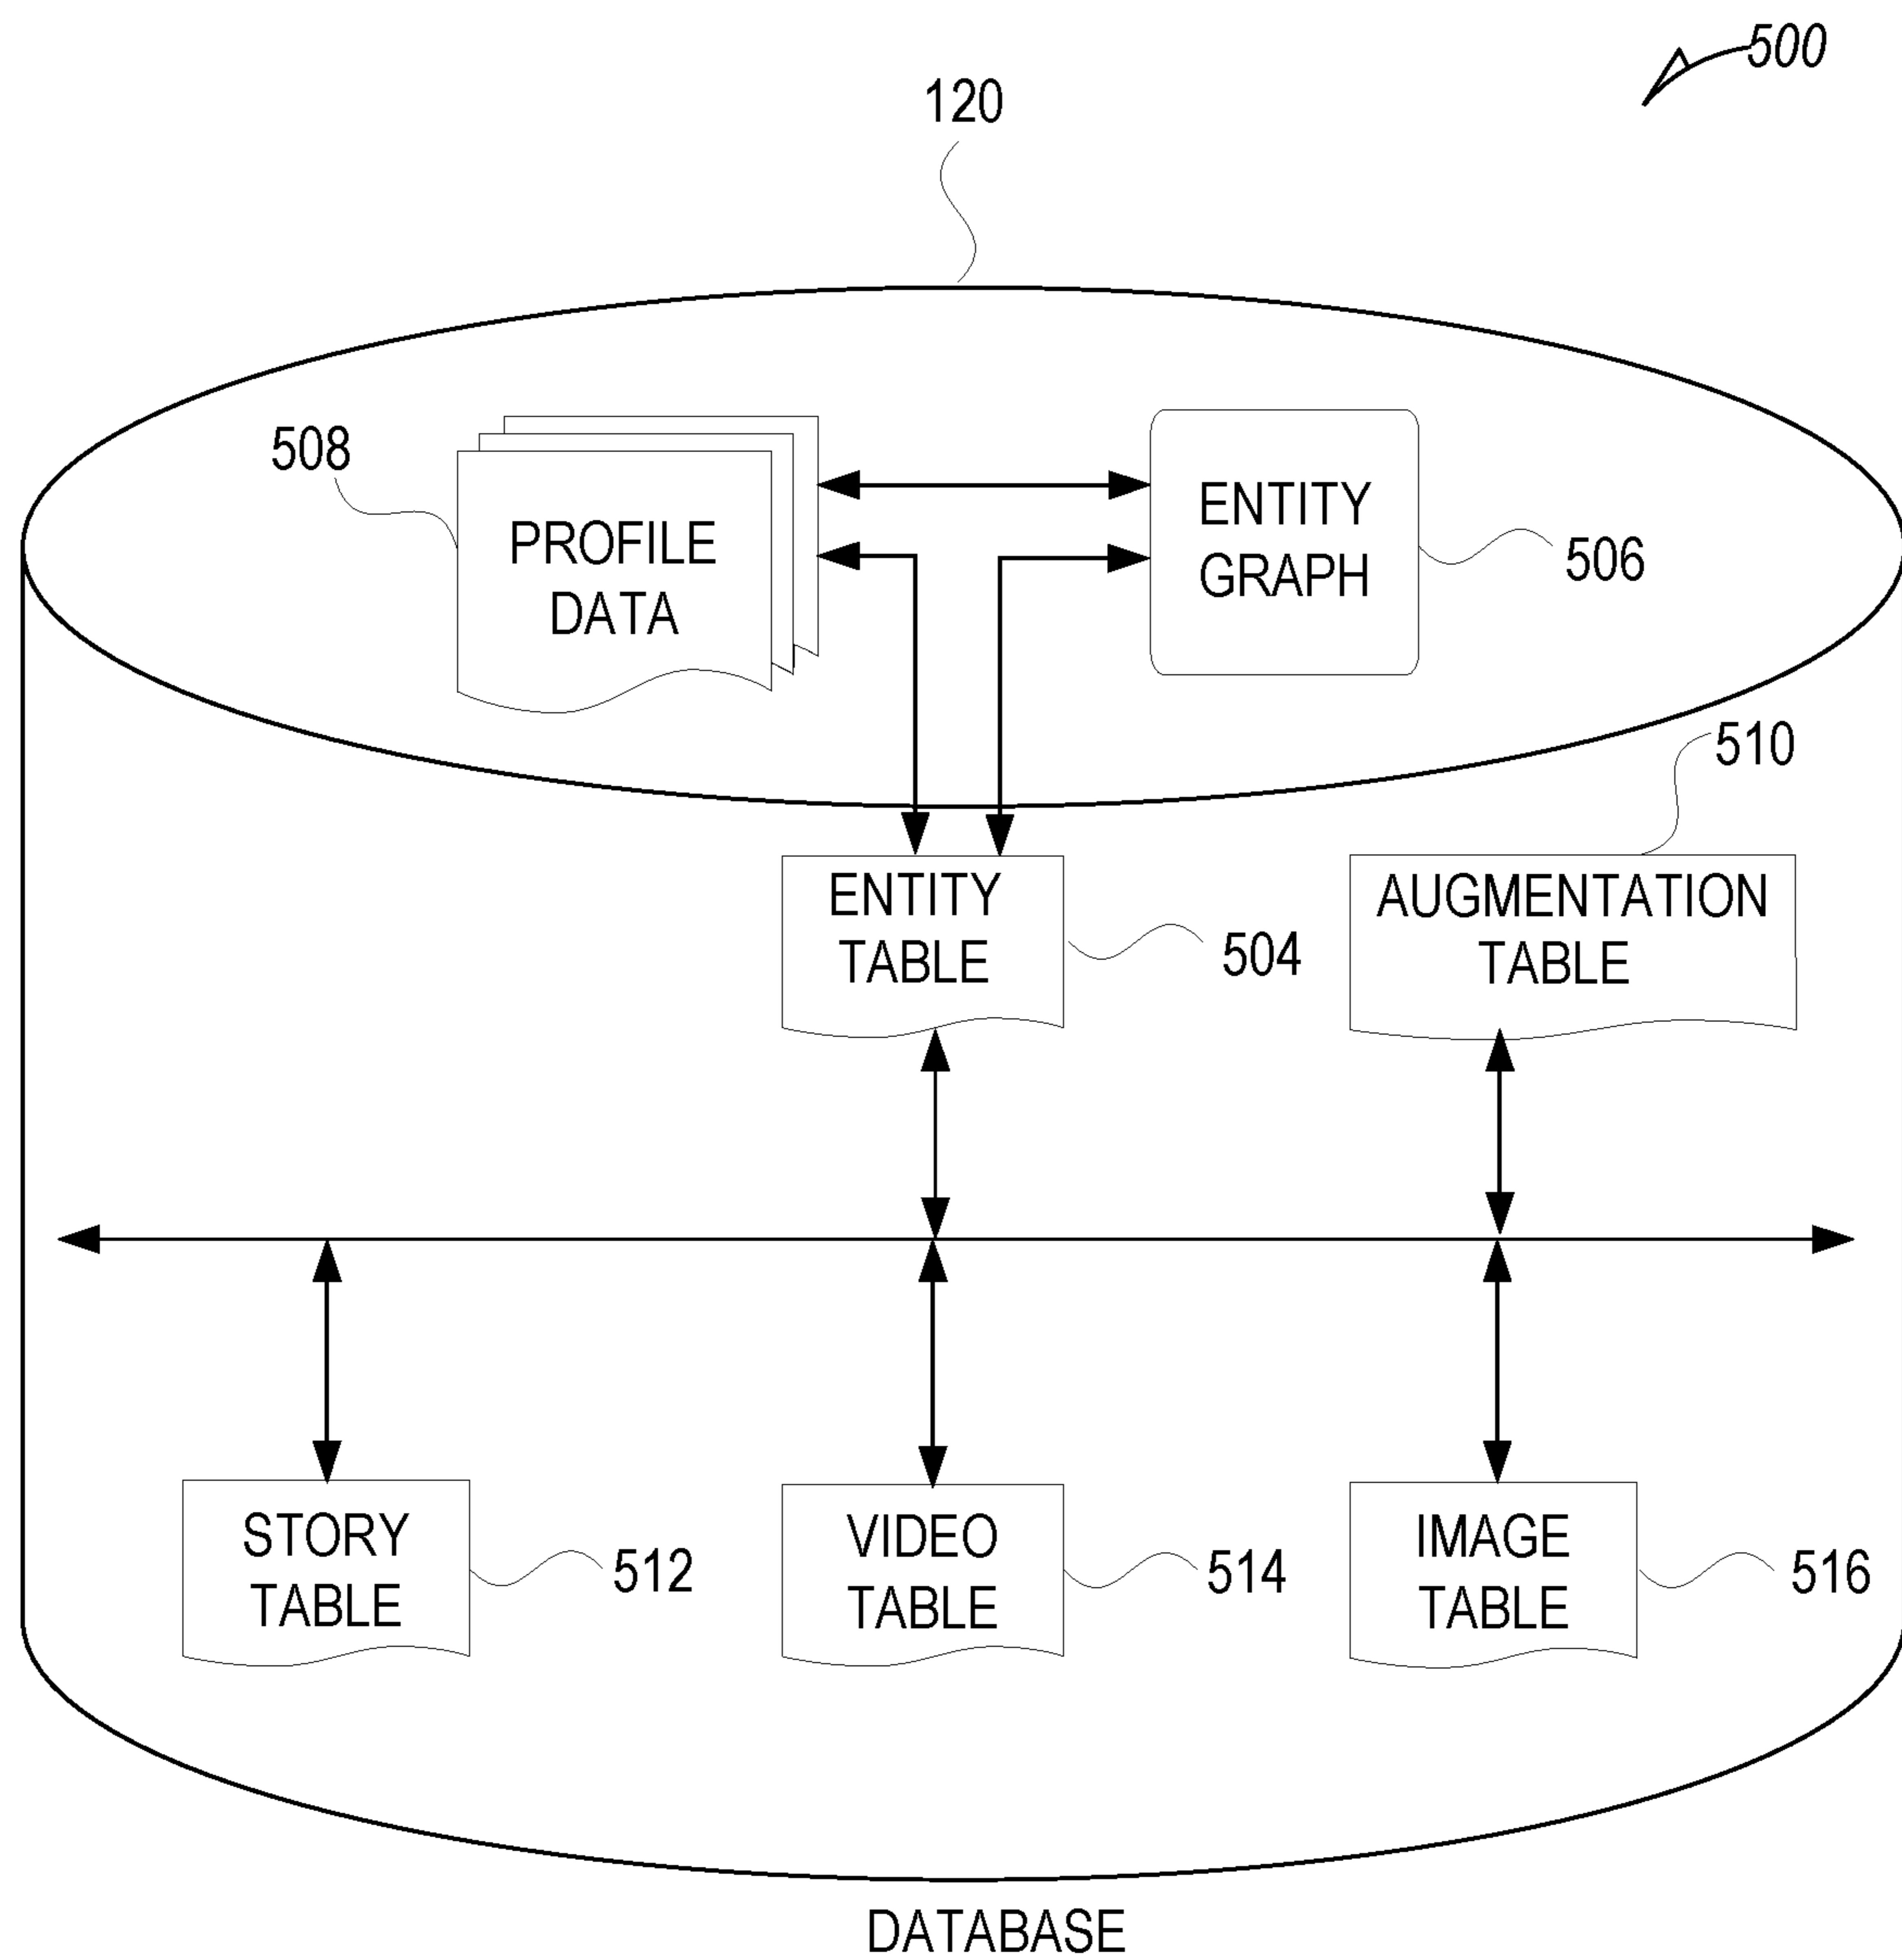 500
120
508
PROFILE
DATA
ENTITY
GRAPH
506
510
ENTITY
TABLE
504
AUGMENTATION
TABLE
STORY
TABLE
512
VIDEO
TABLE
514
IMAGE
TABLE
516
DATABASE